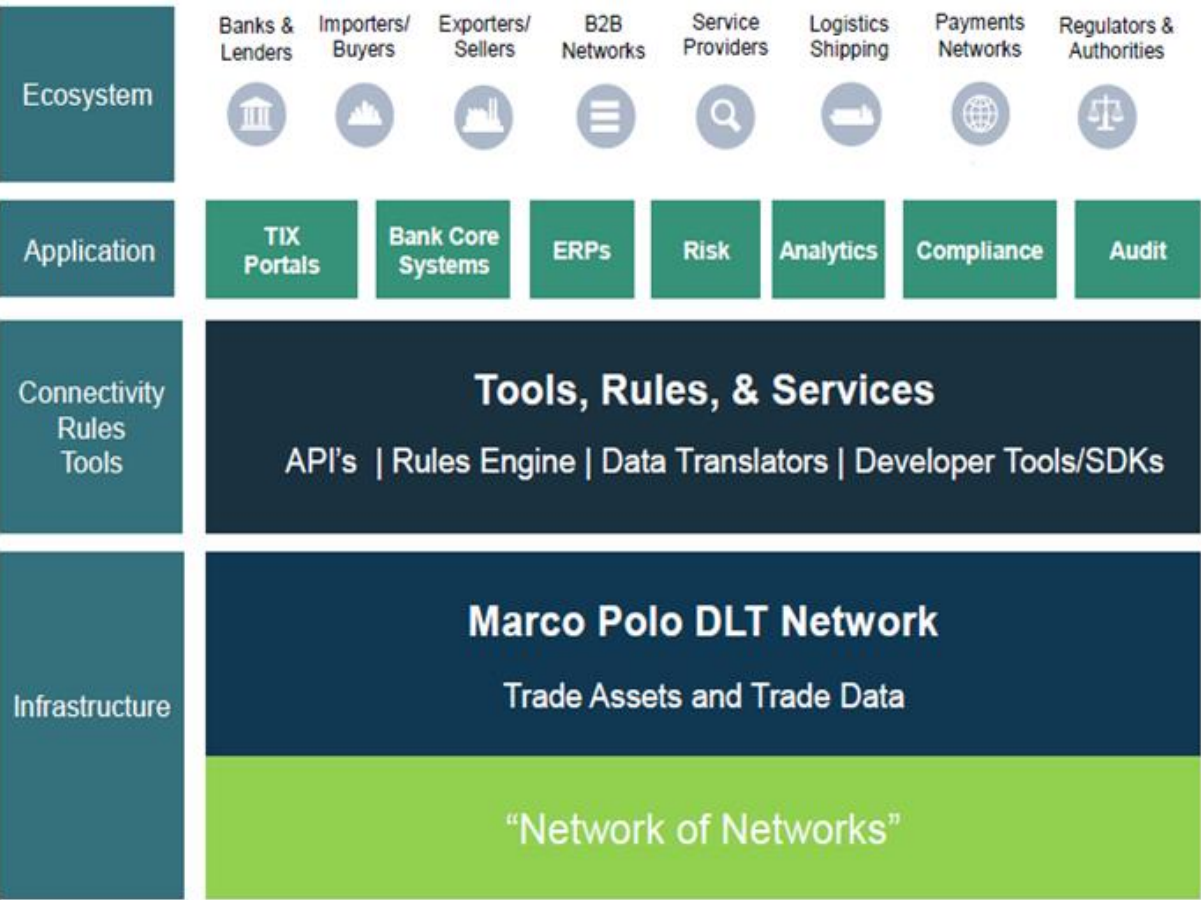 Ecosystem
Banks &
Lenders
Importers/
Buyers
Exporters/
Sellers
B2B
Networks
Service
Providers
Logistics
Shipping
Payments
Networks
Regulators &
Authorities
Application
TIX
Portals
Bank Core
Systems
ERPs
Risk
Analytics
Compliance
Audit
Connectivity
Rules
Tools
Tools, Rules, & Services
API's | Rules Engine | Data Translators | Developer Tools/SDKs
Infrastructure
Marco Polo DLT Network
Trade Assets and Trade Data
“Network of Networks”